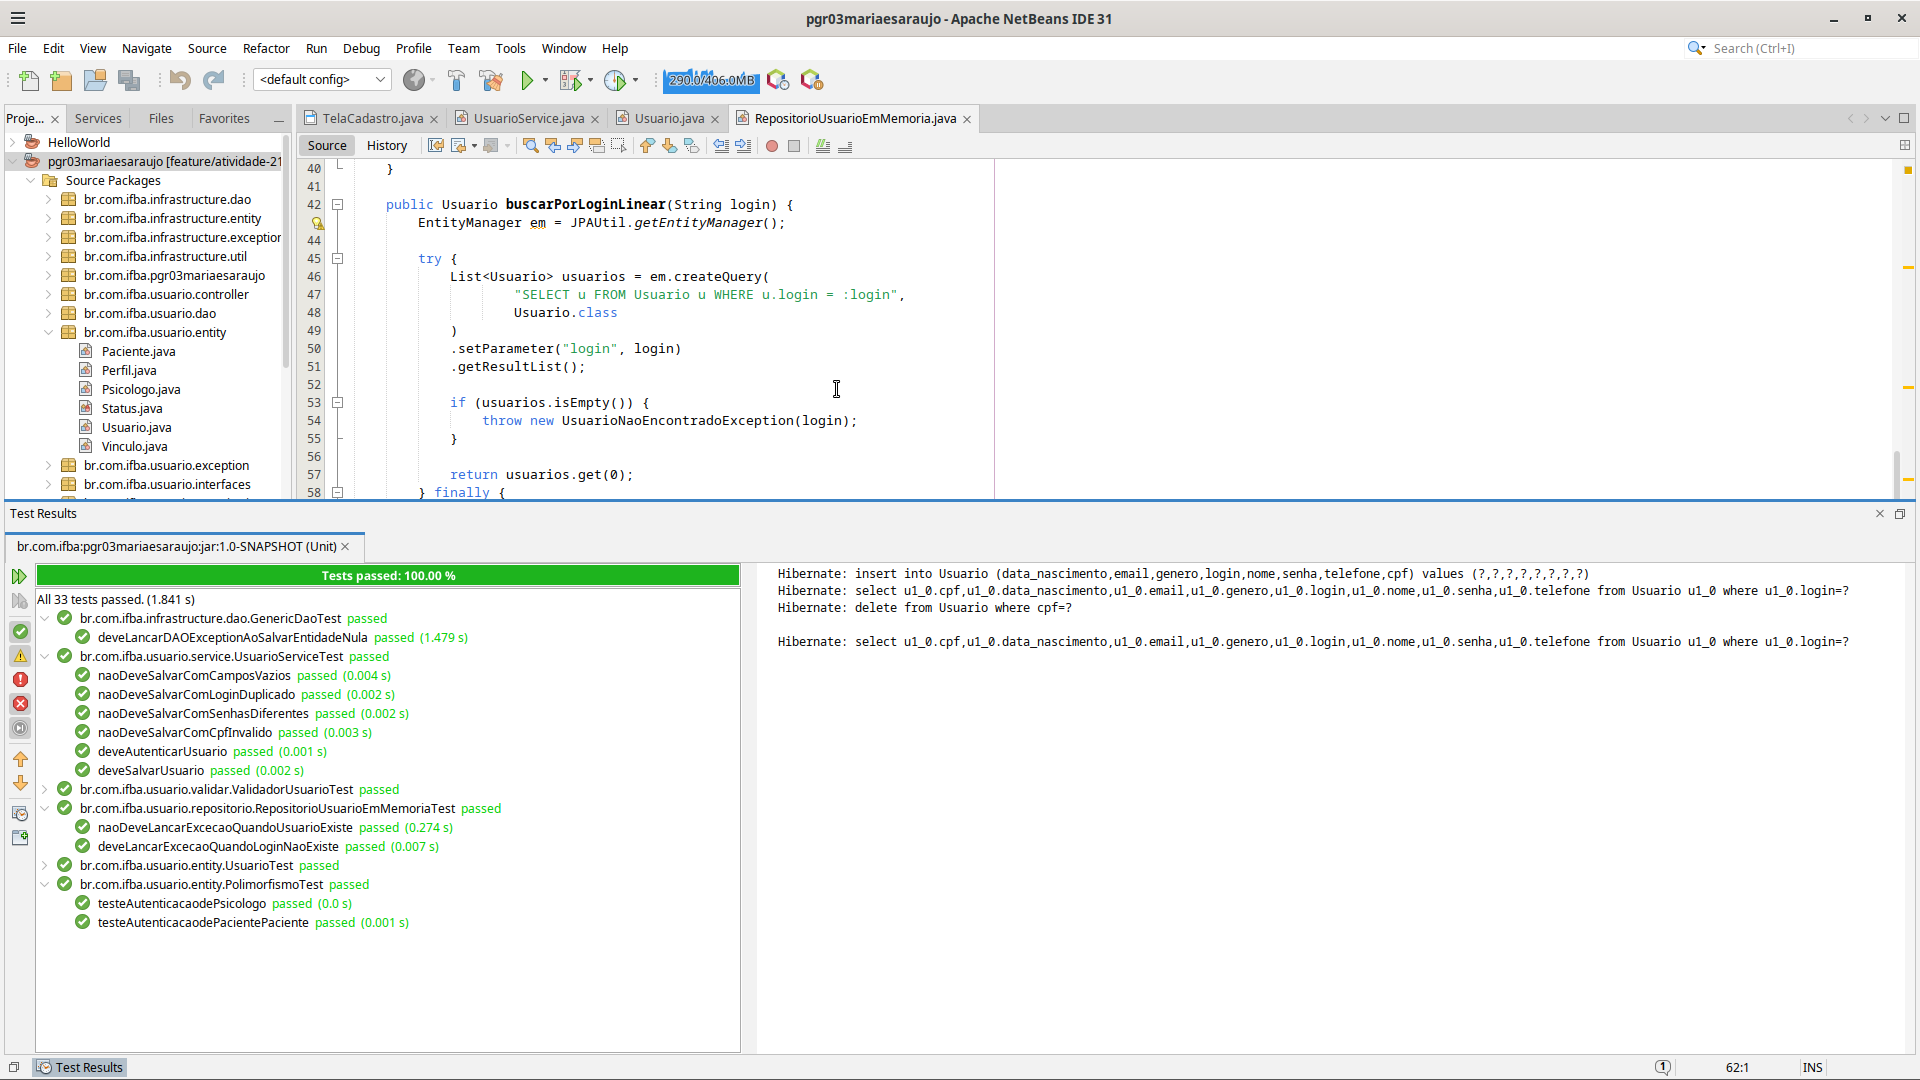 pgr03mariaesaraujo - Apache NetBeans IDE 31
File Edit View Navigate Source Refactor Run Debug Profile Team Tools Window Help
Search (Ctrl+I)
<default config>
290.0/406.0MB
Proje... Services Files Favorites
TelaCadastro.java UsuarioService.java Usuario.java RepositorioUsuarioEmMemoria.java
Source History
HelloWorld
pgr03mariaesaraujo [feature/atividade-21
Source Packages
br.com.ifba.infrastructure.dao
br.com.ifba.infrastructure.entity
br.com.ifba.infrastructure.exception
br.com.ifba.infrastructure.util
br.com.ifba.pgr03mariaesaraujo
br.com.ifba.usuario.controller
br.com.ifba.usuario.dao
br.com.ifba.usuario.entity
Paciente.java
Perfil.java
Psicologo.java
Status.java
Usuario.java
Vinculo.java
br.com.ifba.usuario.exception
br.com.ifba.usuario.interfaces
40 }
41
42 public Usuario buscarPorLoginLinear(String login) {
EntityManager em = JPAUtil.getEntityManager();
44
45 try {
46 List<Usuario> usuarios = em.createQuery(
47 "SELECT u FROM Usuario u WHERE u.login = :login",
48 Usuario.class
49 )
50 .setParameter("login", login)
51 .getResultList();
52
53 if (usuarios.isEmpty()) {
54 throw new UsuarioNaoEncontradoException(login);
55 }
56
57 return usuarios.get(0);
58 } finally {
Test Results
br.com.ifba:pgr03mariaesaraujo:jar:1.0-SNAPSHOT (Unit)
Tests passed: 100.00 %
All 33 tests passed. (1.841 s)
br.com.ifba.infrastructure.dao.GenericDaoTest passed
deveLancarDAOExceptionAoSalvarEntidadeNula passed (1.479 s)
br.com.ifba.usuario.service.UsuarioServiceTest passed
naoDeveSalvarComCamposVazios passed (0.004 s)
naoDeveSalvarComLoginDuplicado passed (0.002 s)
naoDeveSalvarComSenhasDiferentes passed (0.002 s)
naoDeveSalvarComCpfInvalido passed (0.003 s)
deveAutenticarUsuario passed (0.001 s)
deveSalvarUsuario passed (0.002 s)
br.com.ifba.usuario.validar.ValidadorUsuarioTest passed
br.com.ifba.usuario.repositorio.RepositorioUsuarioEmMemoriaTest passed
naoDeveLancarExcecaoQuandoUsuarioExiste passed (0.274 s)
deveLancarExcecaoQuandoLoginNaoExiste passed (0.007 s)
br.com.ifba.usuario.entity.UsuarioTest passed
br.com.ifba.usuario.entity.PolimorfismoTest passed
testeAutenticacaodePsicologo passed (0.0 s)
testeAutenticacaodePacientePaciente passed (0.001 s)
Hibernate: insert into Usuario (data_nascimento,email,genero,login,nome,senha,telefone,cpf) values (?,?,?,?,?,?,?,?)
Hibernate: select u1_0.cpf,u1_0.data_nascimento,u1_0.email,u1_0.genero,u1_0.login,u1_0.nome,u1_0.senha,u1_0.telefone from Usuario u1_0 where u1_0.login=?
Hibernate: delete from Usuario where cpf=?
Hibernate: select u1_0.cpf,u1_0.data_nascimento,u1_0.email,u1_0.genero,u1_0.login,u1_0.nome,u1_0.senha,u1_0.telefone from Usuario u1_0 where u1_0.login=?
Test Results
1
62:1
INS